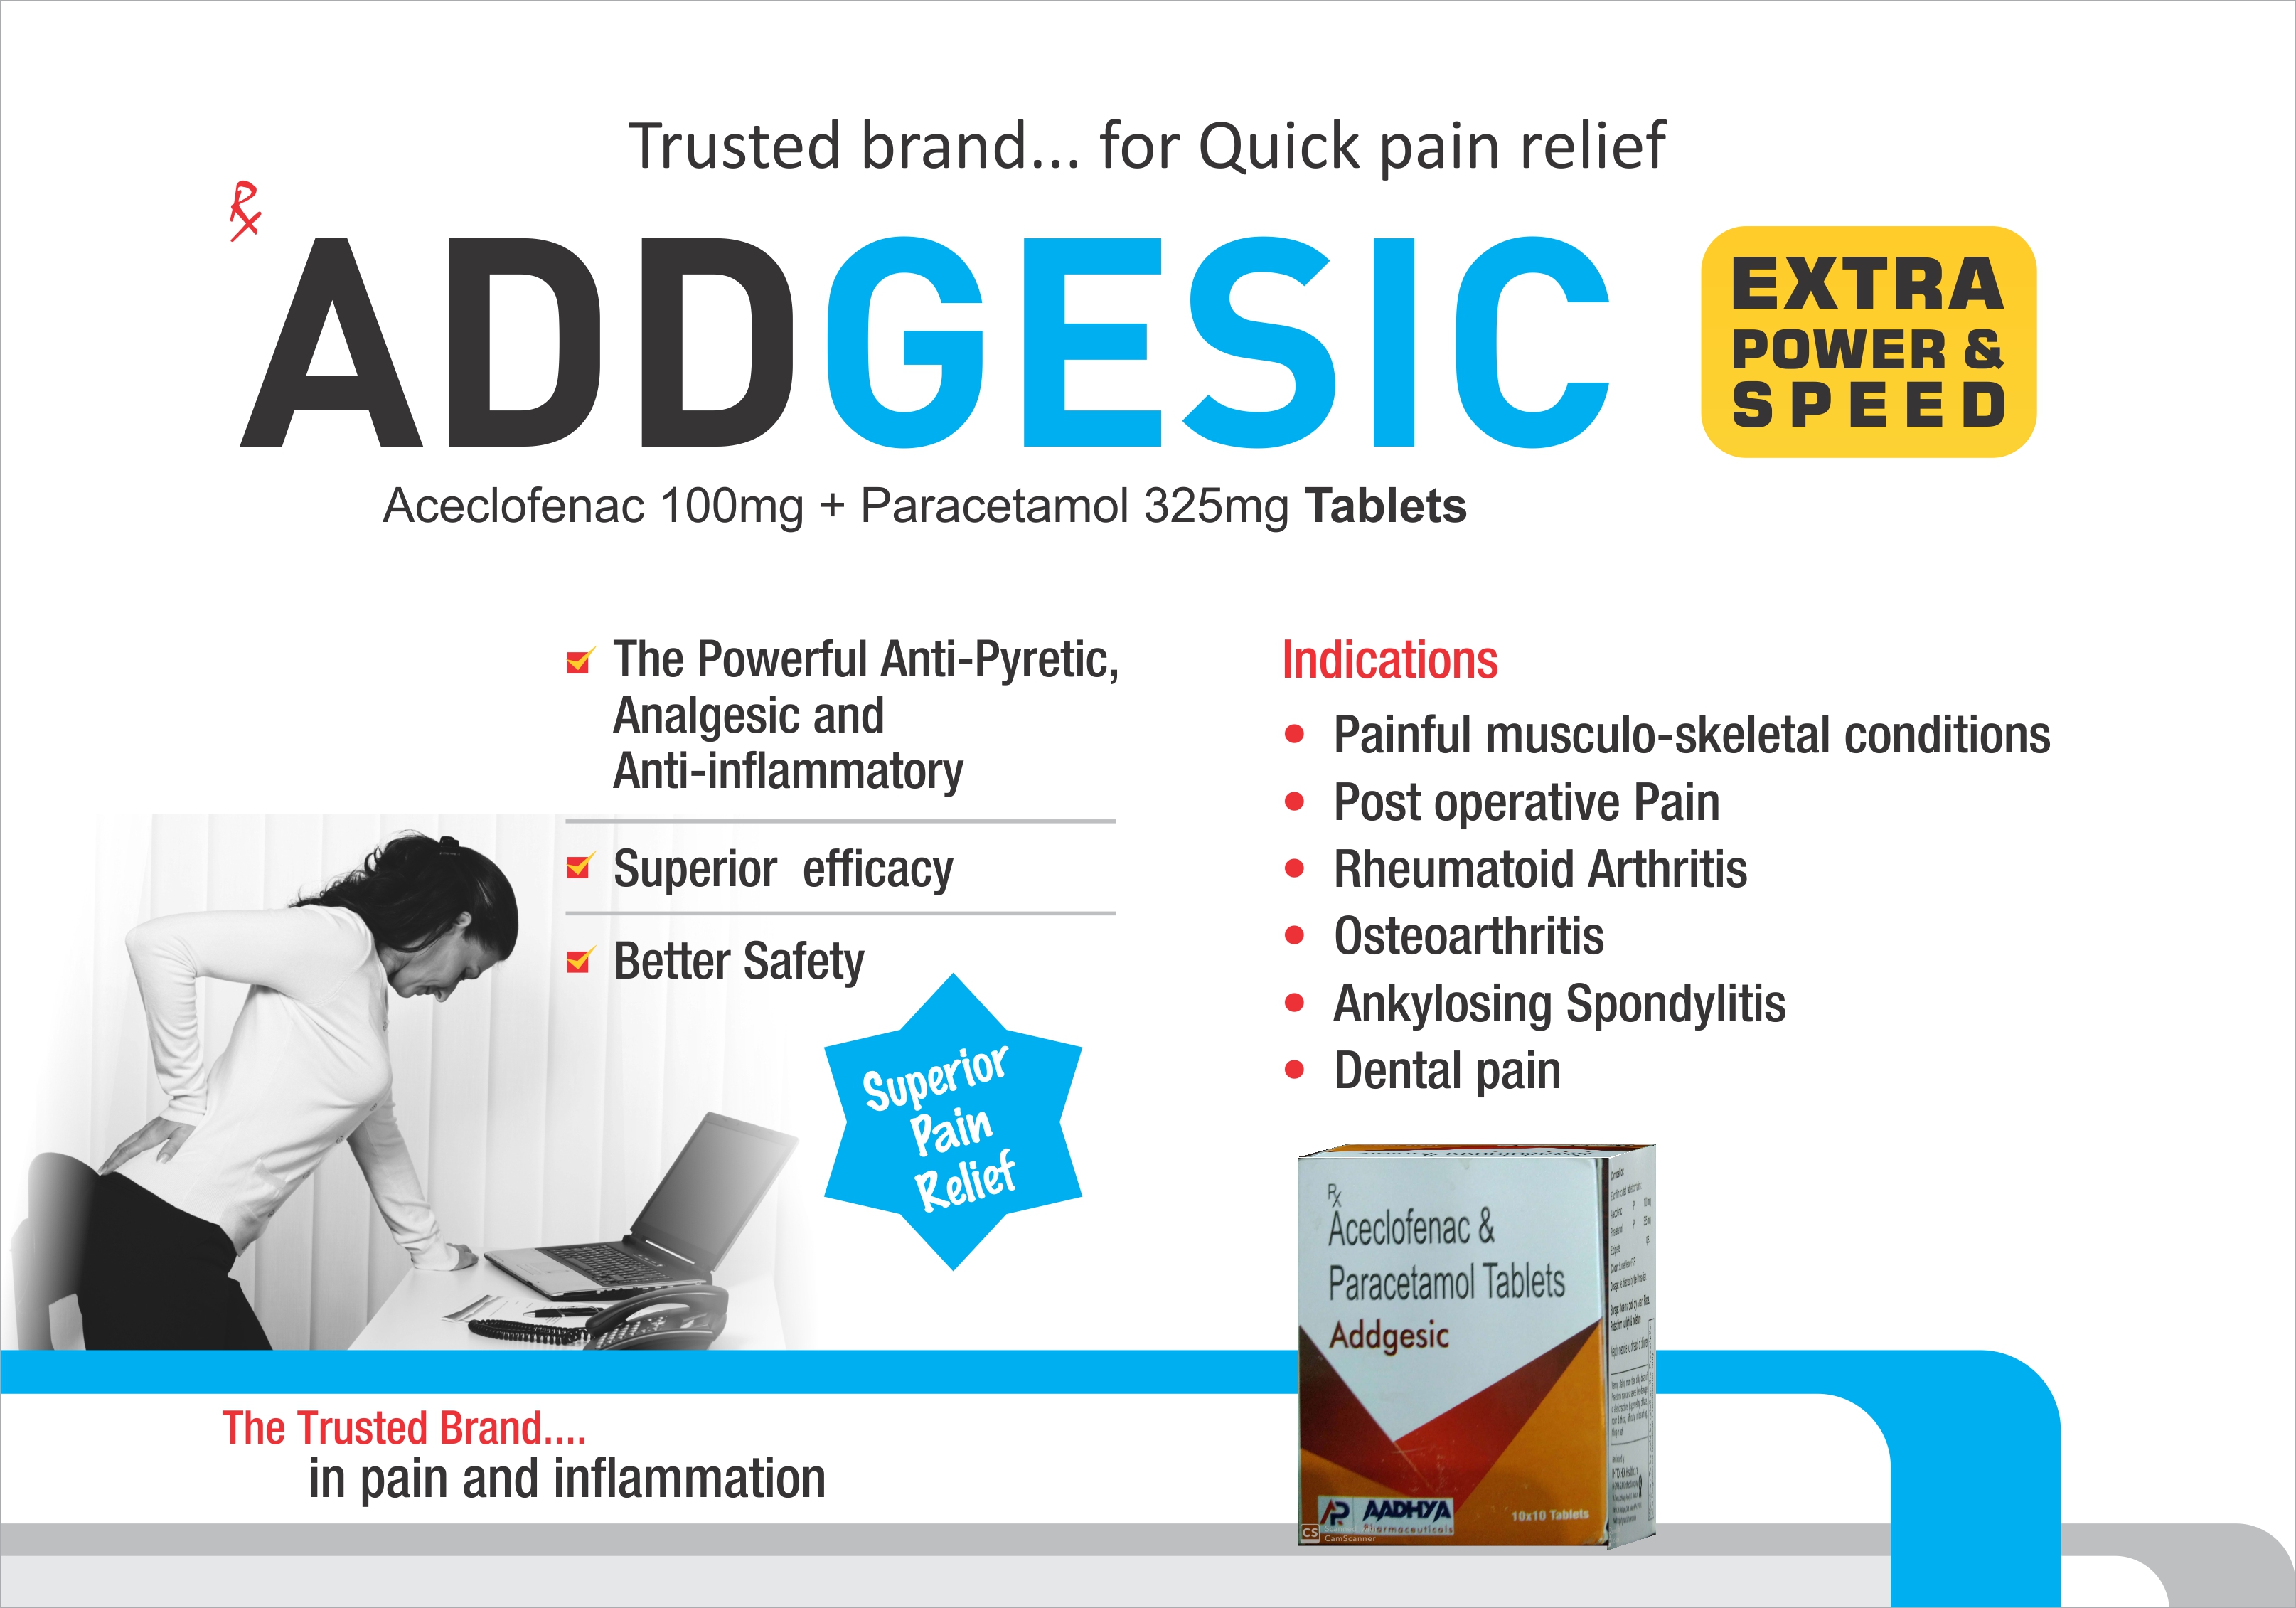 Trusted brand... for Quick pain relief
Rx
ADDGESIC
EXTRA
POWER &
SPEED
Aceclofenac 100mg + Paracetamol 325mg Tablets
The Powerful Anti-Pyretic,
Analgesic and
Anti-inflammatory
Superior efficacy
Better Safety
Superior
Pain
Relief
Indications
• Painful musculo-skeletal conditions
• Post operative Pain
• Rheumatoid Arthritis
• Osteoarthritis
• Ankylosing Spondylitis
• Dental pain
Rx
Aceclofenac &
Paracetamol Tablets
Addgesic
AP AADHYA
Pharmaceuticals
10x10 Tablets
CS
CamScanner
The Trusted Brand....
in pain and inflammation